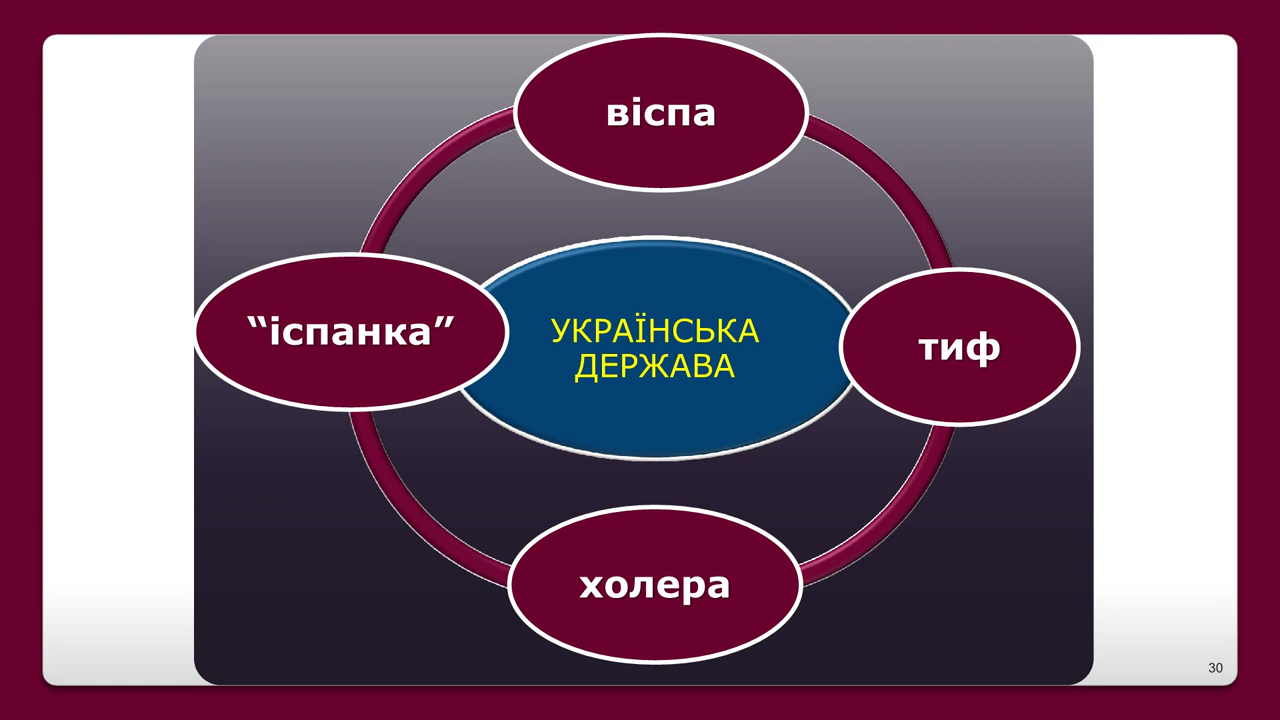 віспа
“іспанка”
УКРАЇНСЬКА
ДЕРЖАВА
тиф
холера
30